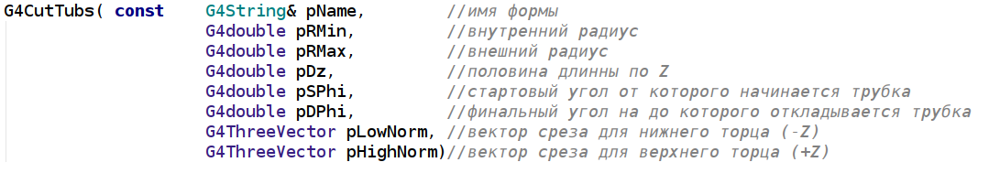 G4CutTubs( const G4String& pName, //имя формы
G4double pRMin, //внутренний радиус
G4double pRMax, //внешний радиус
G4double pDz, //половина длинны по Z
G4double pSPhi, //стартовый угол от которого начинается трубка
G4double pDPhi, //финальный угол на до которого откладывается трубка
G4ThreeVector pLowNorm, //вектор среза для нижнего торца (-Z)
G4ThreeVector pHighNorm)//вектор среза для верхнего торца (+Z)